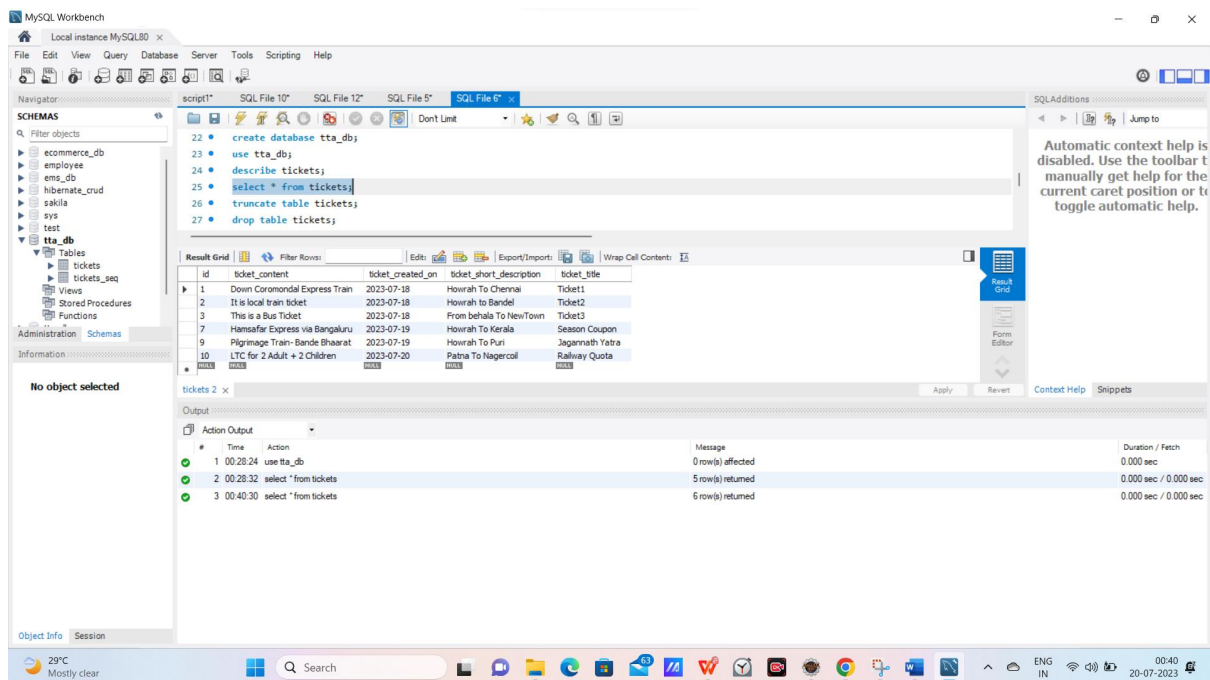 MySQL Workbench
Local instance MySQL80
File Edit View Query Database Server Tools Scripting Help
Navigator
SCHEMAS
Filter objects
ecommerce_db
employee
ems_db
hibernate_crud
sakila
sys
test
tta_db
Tables
tickets
tickets_seq
Views
Stored Procedures
Functions
Administration Schemas
Information
No object selected
Object Info Session
script1* SQL File 10* SQL File 12* SQL File 5* SQL File 6*
Don't Limit
22 create database tta_db;
23 use tta_db;
24 describe tickets;
25 select * from tickets;
26 truncate table tickets;
27 drop table tickets;
Result Grid Filter Rows: Edit: Export/Import: Wrap Cell Content:
id ticket_content ticket_created_on ticket_short_description ticket_title
1 Down Coromondal Express Train 2023-07-18 Howrah To Chennai Ticket1
2 It is local train ticket 2023-07-18 Howrah to Bandel Ticket2
3 This is a Bus Ticket 2023-07-18 From behala To NewTown Ticket3
7 Hamsafar Express via Bangaluru 2023-07-19 Howrah To Kerala Season Coupon
9 Pilgrimage Train- Bande Bhaarat 2023-07-19 Howrah To Puri Jagannath Yatra
10 LTC for 2 Adult + 2 Children 2023-07-20 Patna To Nagercoil Railway Quota
NULL NULL NULL NULL NULL
Result Grid
Form Editor
tickets 2 Apply Revert
Output
Action Output
# Time Action Message Duration / Fetch
1 00:28:24 use tta_db 0 row(s) affected 0.000 sec
2 00:28:32 select * from tickets 5 row(s) returned 0.000 sec / 0.000 sec
3 00:40:30 select * from tickets 6 row(s) returned 0.000 sec / 0.000 sec
SQLAdditions
Jump to
Automatic context help is
disabled. Use the toolbar t
manually get help for the
current caret position or to
toggle automatic help.
Context Help Snippets
29°C
Mostly clear
Search
63
ENG
IN
00:40
20-07-2023